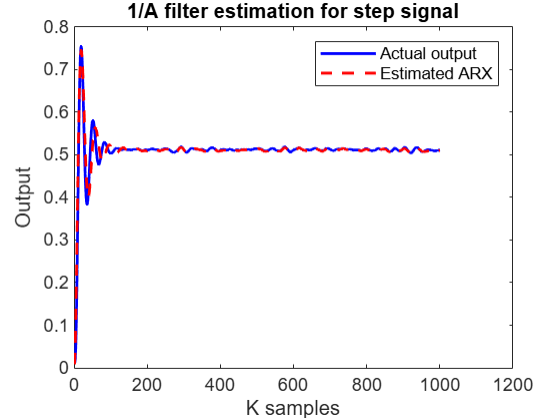 1/A filter estimation for step signal
Actual output
Estimated ARX
0.8
0.7
0.6
0.5
0.4
0.3
0.2
0.1
0
Output
0 200 400 600 800 1000 1200
K samples